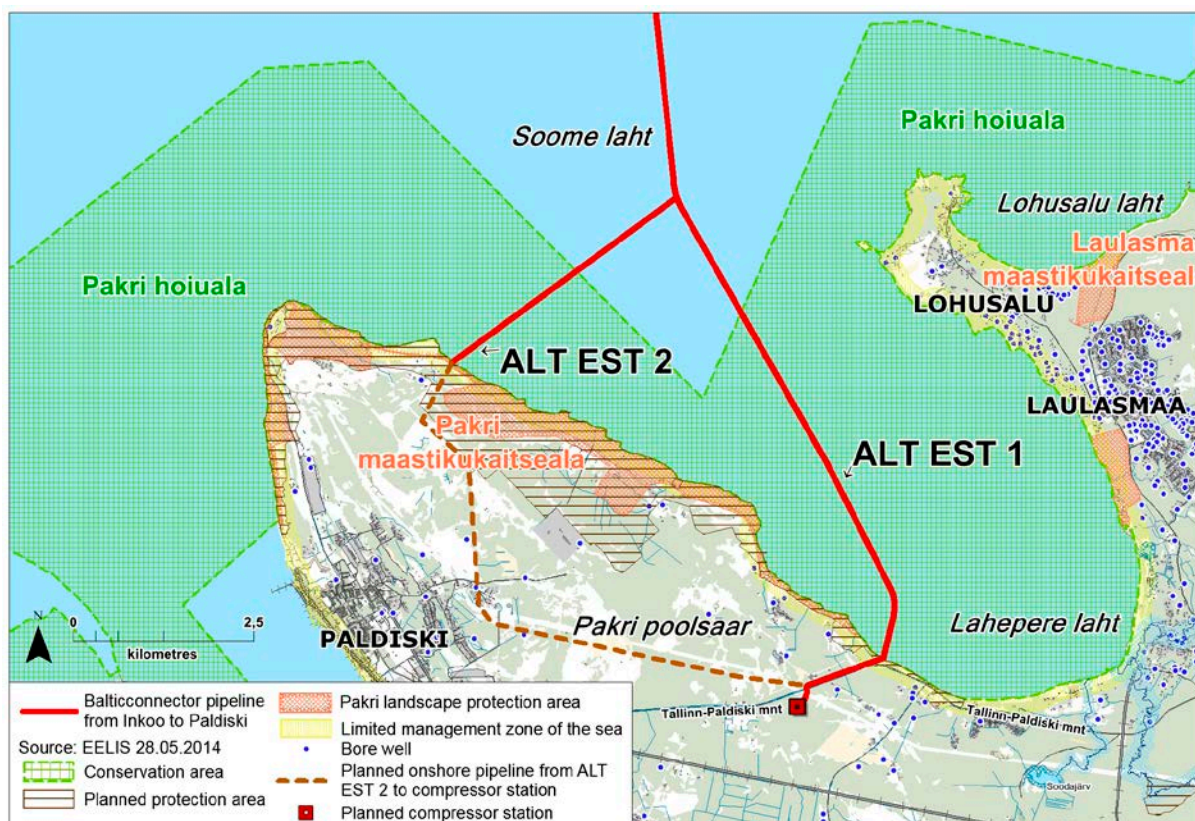 Soome laht
Pakri hoiuala
Lohusalu laht
Laulasma
maastikukaitseala
Pakri hoiuala
LOHUSALU
ALT EST 2
LAULASMAA
Pakri
maastikukaitseala
ALT EST 1
N
0 2,5
kilometres
PALDISKI
Pakri poolsaar
Lahepere laht
Tallinn-Paldiski mnt
Tallinn-Paldiski mnt
Soodajärv
Balticconnector pipeline
from Inkoo to Paldiski
Source: EELIS 28.05.2014
Conservation area
Planned protection area
Pakri landscape protection area
Limited management zone of the sea
Bore well
Planned onshore pipeline from ALT
EST 2 to compressor station
Planned compressor station